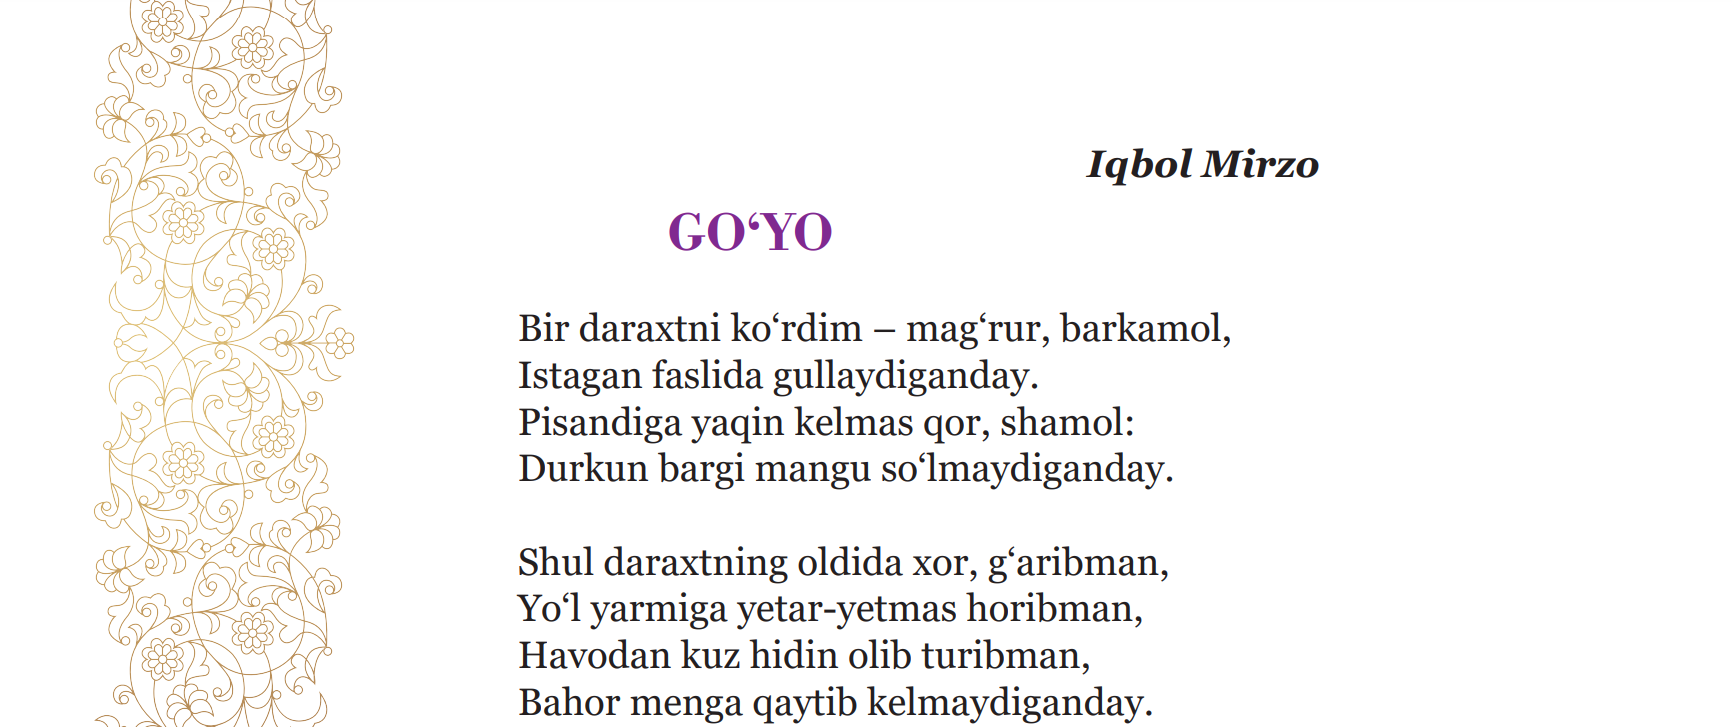 Iqbol Mirzo
GO‘YO
Bir daraxtni ko‘rdim – mag‘rur, barkamol,
Istagan faslida gullaydiganday.
Pisandiga yaqin kelmas qor, shamol:
Durkun bargi mangu so‘lmaydiganday.
Shul daraxtning oldida xor, g‘aribman,
Yo‘l yarmiga yetar-yetmas horibman,
Havodan kuz hidin olib turibman,
Bahor menga qaytib kelmaydiganday.